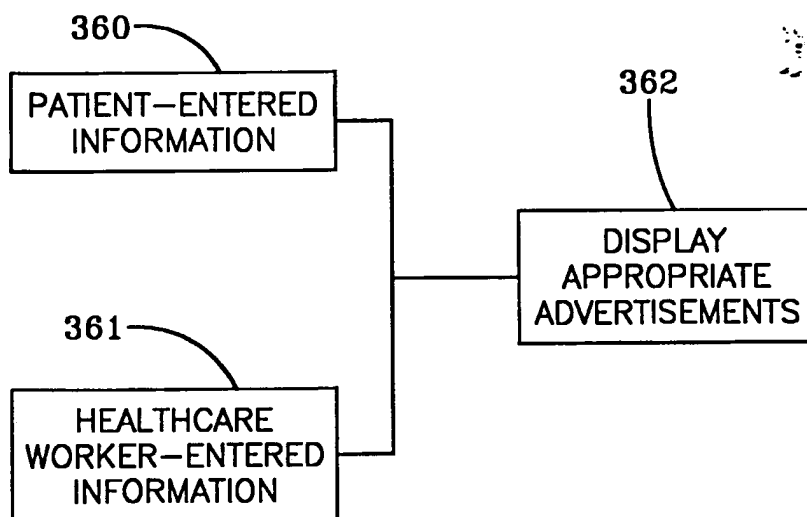 360
PATIENT-ENTERED
INFORMATION
362
DISPLAY
APPROPRIATE
ADVERTISEMENTS
361
HEALTHCARE
WORKER-ENTERED
INFORMATION